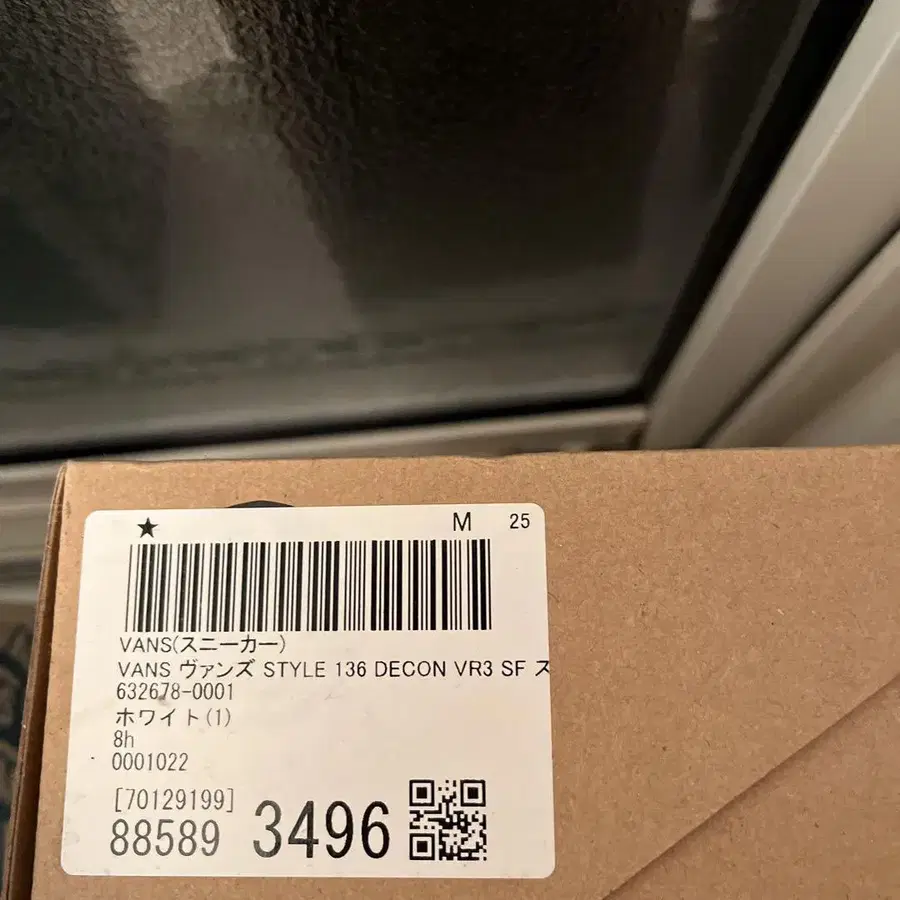 ★ M 25
VANS(スニーカー)
VANS ヴァンズ STYLE 136 DECON VR3 SF ス
632678-0001
ホワイト(1)
8h
0001022
[70129199]
88589 3496